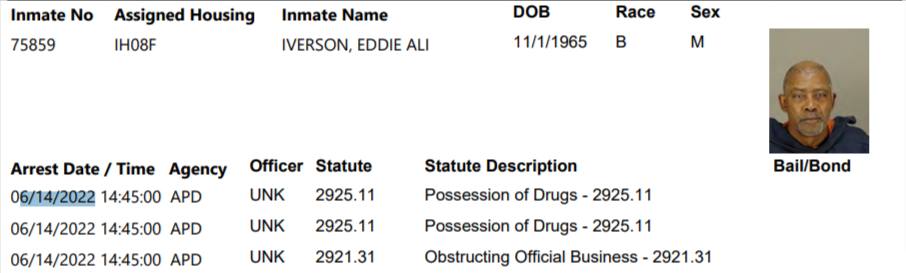 Inmate No Assigned Housing Inmate Name DOB Race Sex
75859 IH08F IVERSON, EDDIE ALI 11/1/1965 B M
Arrest Date / Time Agency Officer Statute Statute Description Bail/Bond
06/14/2022 14:45:00 APD UNK 2925.11 Possession of Drugs - 2925.11
06/14/2022 14:45:00 APD UNK 2925.11 Possession of Drugs - 2925.11
06/14/2022 14:45:00 APD UNK 2921.31 Obstructing Official Business - 2921.31